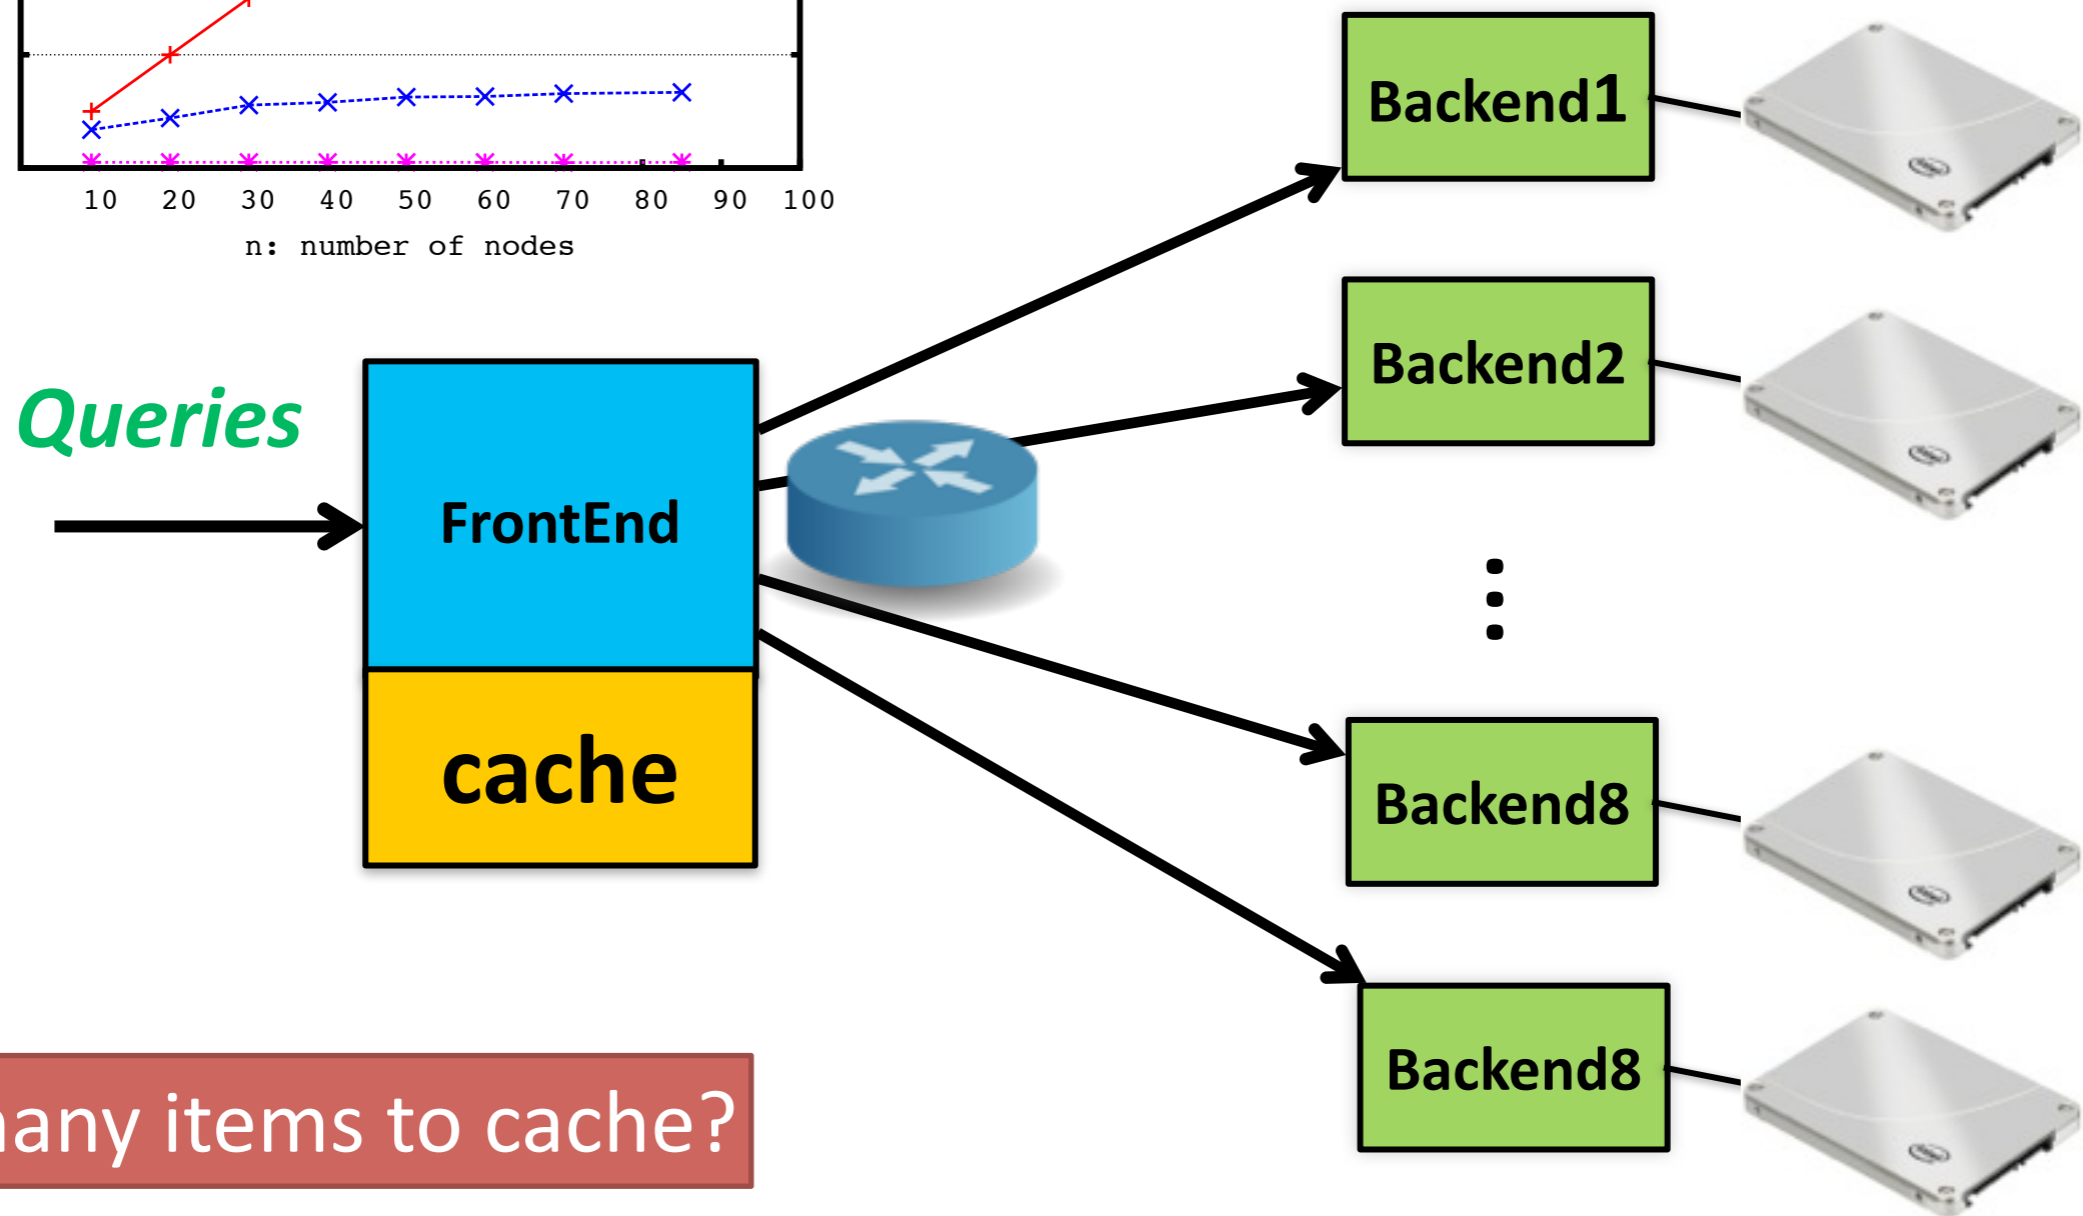 10 20 30 40 50 60 70 80 90 100
n: number of nodes
Backend1
Backend2
Queries
FrontEnd
cache
Backend8
Backend8
any items to cache?